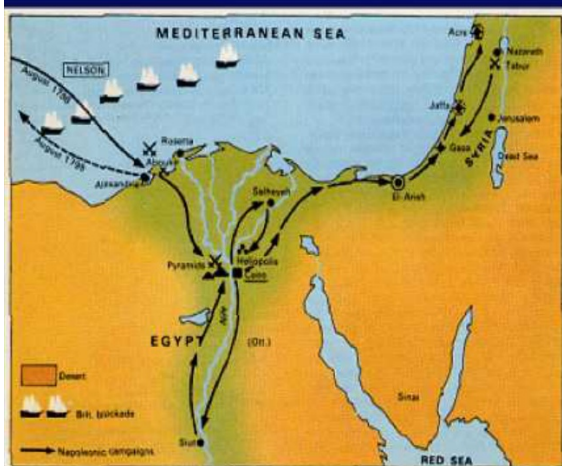 MEDITERRANEAN SEA
Acre
Nazareth
Tabur
NELSON
August 1798
August 1799
Jaffa
Rosetta
Aboukir
Jerusalem
Gaza
SYRIA
Dead Sea
Alexandria
Salheyeh
El-Arish
Pyramids
Heliopolis
Cairo
Nile
EGYPT
(Ott.)
Desert
Sinai
Brit. blockade
Siut
Napoleonic campaigns
RED SEA